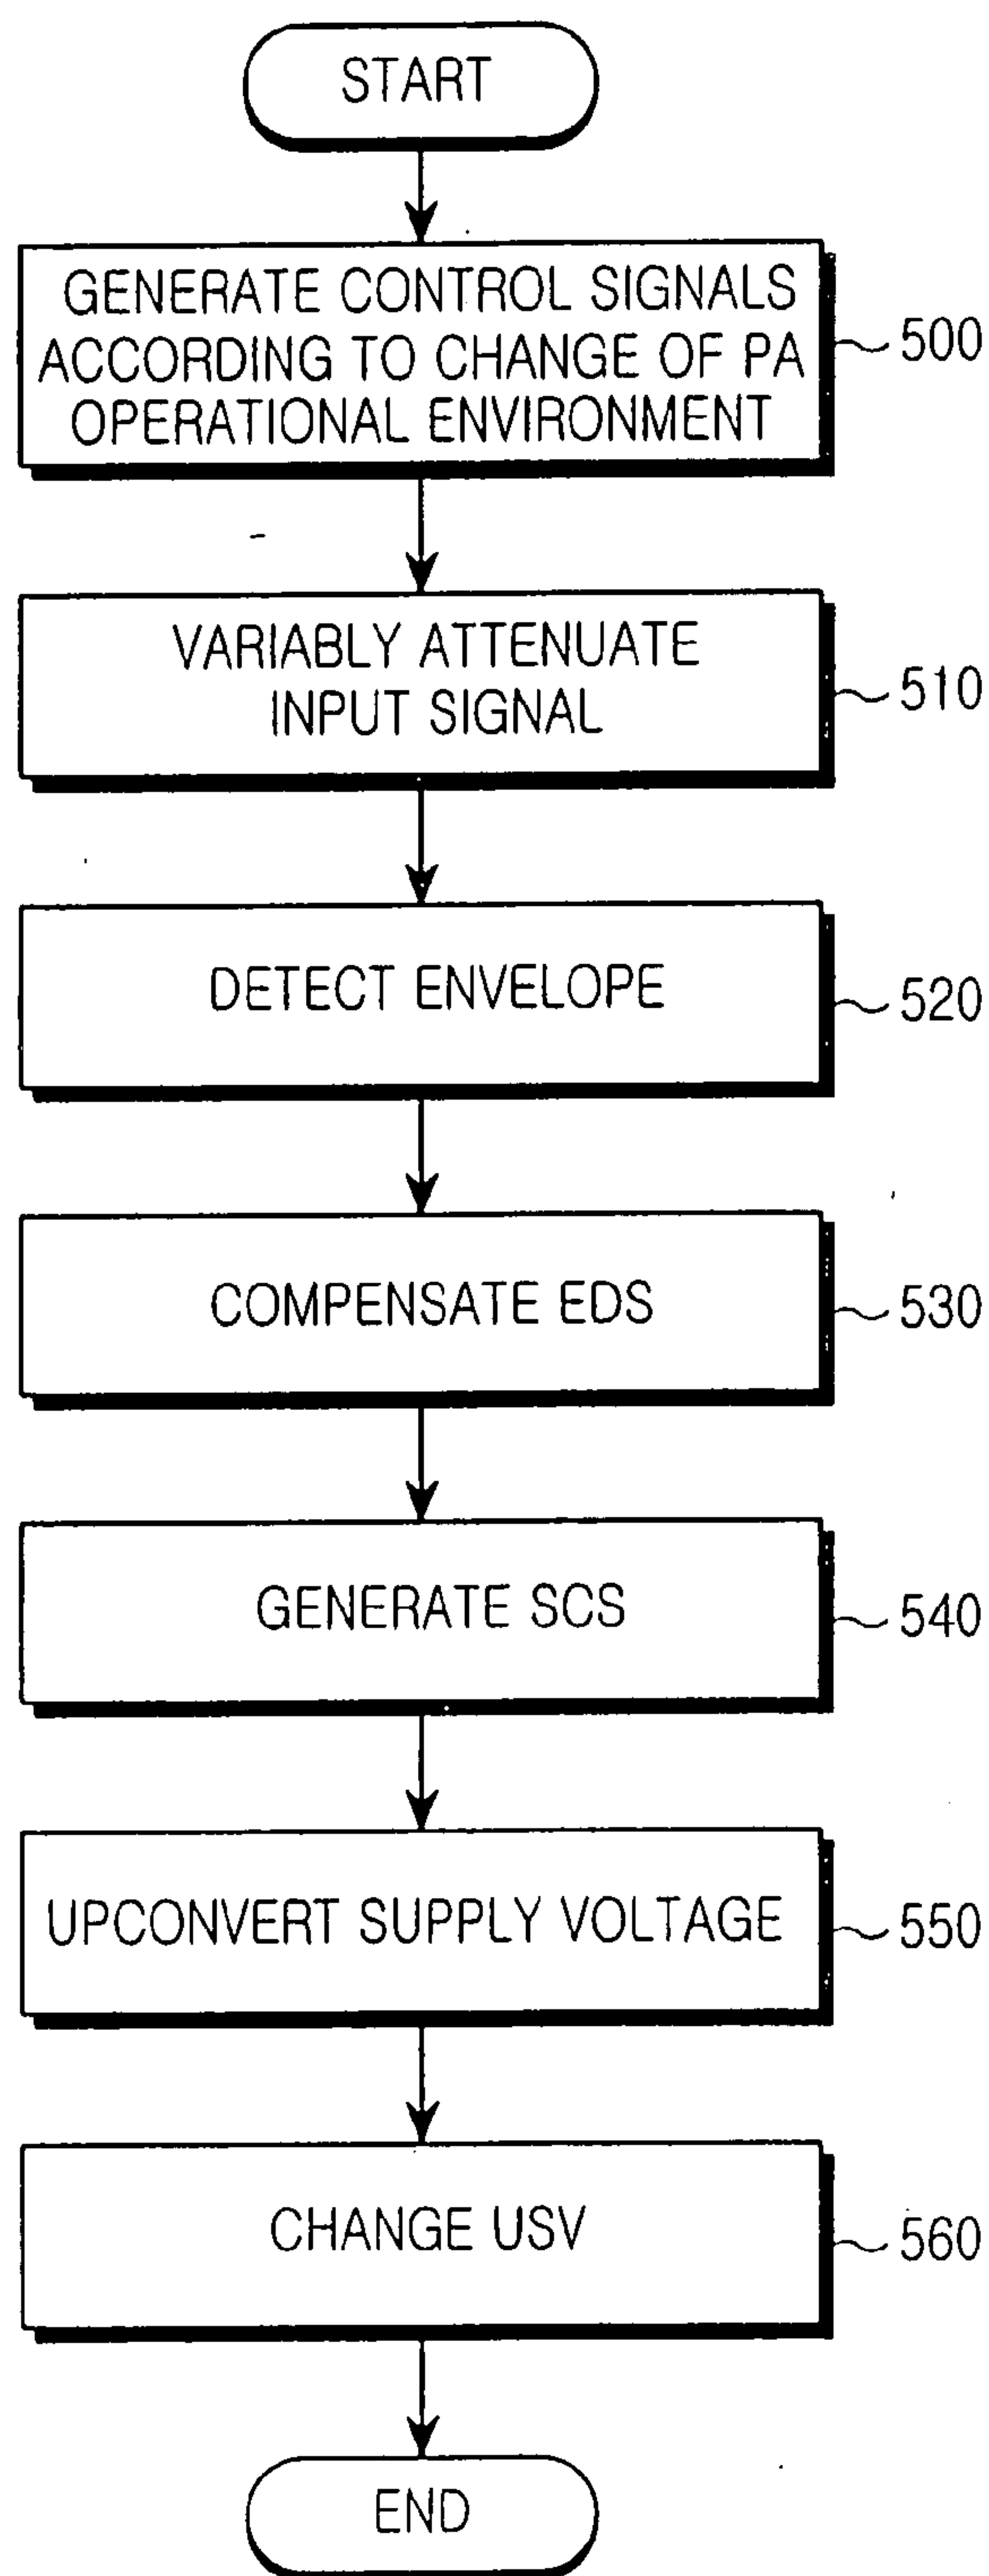 START
GENERATE CONTROL SIGNALS
ACCORDING TO CHANGE OF PA
OPERATIONAL ENVIRONMENT
500
VARIABLY ATTENUATE
INPUT SIGNAL
510
DETECT ENVELOPE
520
COMPENSATE EDS
530
GENERATE SCS
540
UPCONVERT SUPPLY VOLTAGE
550
CHANGE USV
560
END